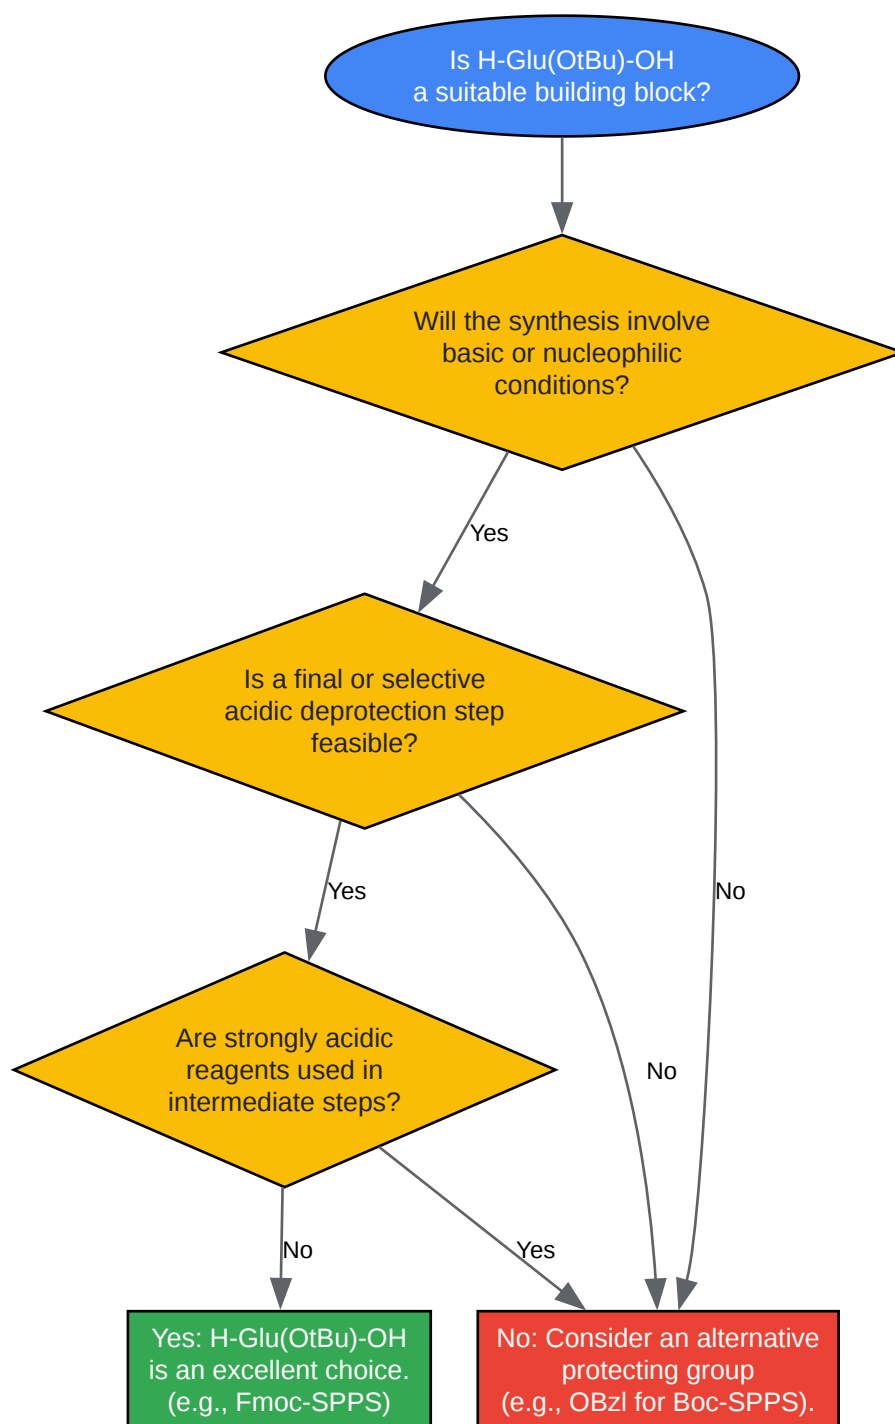 Is H-Glu(OtBu)-OH
a suitable building block?
Will the synthesis involve
basic or nucleophilic
conditions?
Yes
Is a final or selective
acidic deprotection step
feasible?
Yes
No
Are strongly acidic
reagents used in
intermediate steps?
No
No
Yes
Yes: H-Glu(OtBu)-OH
is an excellent choice.
(e.g., Fmoc-SPPS)
No: Consider an alternative
protecting group
(e.g., OBzl for Boc-SPPS).